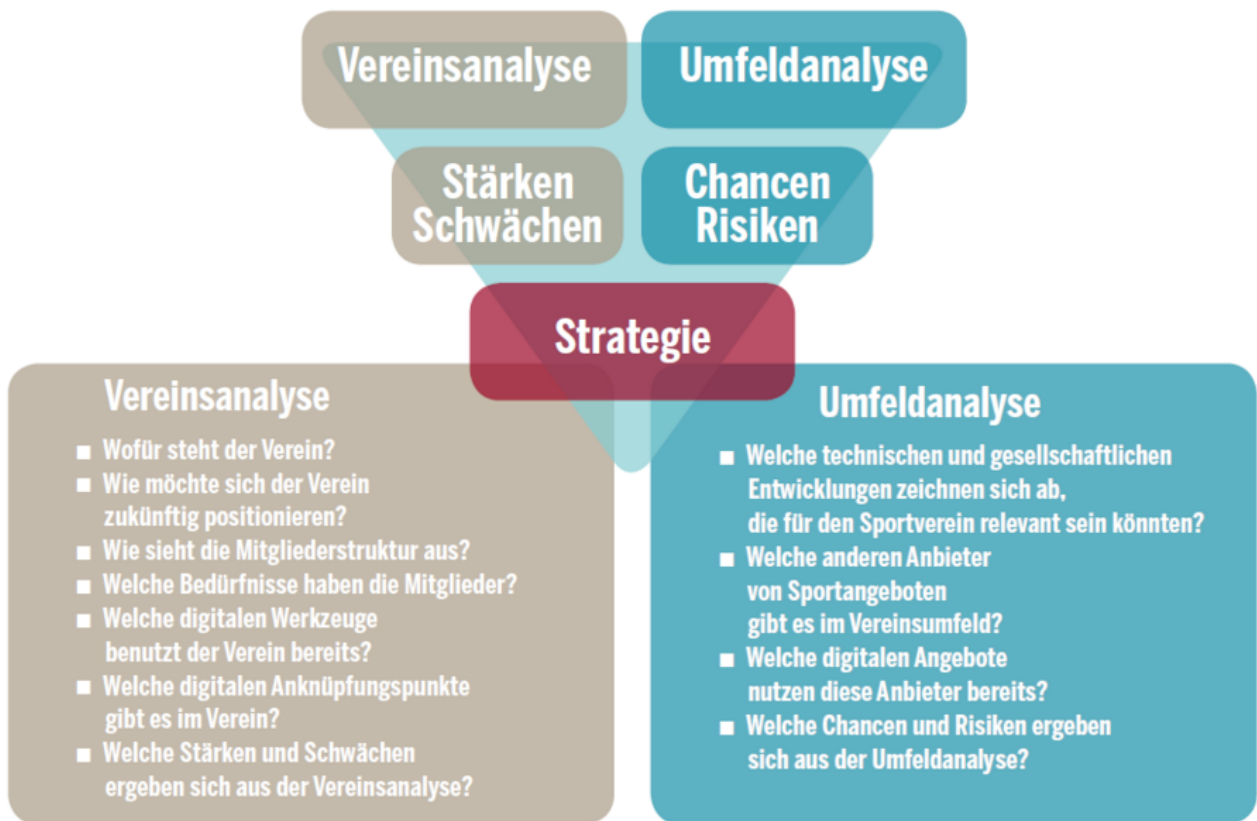 Vereinsanalyse
Umfeldanalyse
Stärken
Schwächen
Chancen
Risiken
Strategie
Vereinsanalyse
■ Wofür steht der Verein?
■ Wie möchte sich der Verein
zukünftig positionieren?
■ Wie sieht die Mitgliederstruktur aus?
■ Welche Bedürfnisse haben die Mitglieder?
■ Welche digitalen Werkzeuge
benutzt der Verein bereits?
■ Welche digitalen Anknüpfungspunkte
gibt es im Verein?
■ Welche Stärken und Schwächen
ergeben sich aus der Vereinsanalyse?
Umfeldanalyse
■ Welche technischen und gesellschaftlichen
Entwicklungen zeichnen sich ab,
die für den Sportverein relevant sein könnten?
■ Welche anderen Anbieter
von Sportangeboten
gibt es im Vereinsumfeld?
■ Welche digitalen Angebote
nutzen diese Anbieter bereits?
■ Welche Chancen und Risiken ergeben
sich aus der Umfeldanalyse?